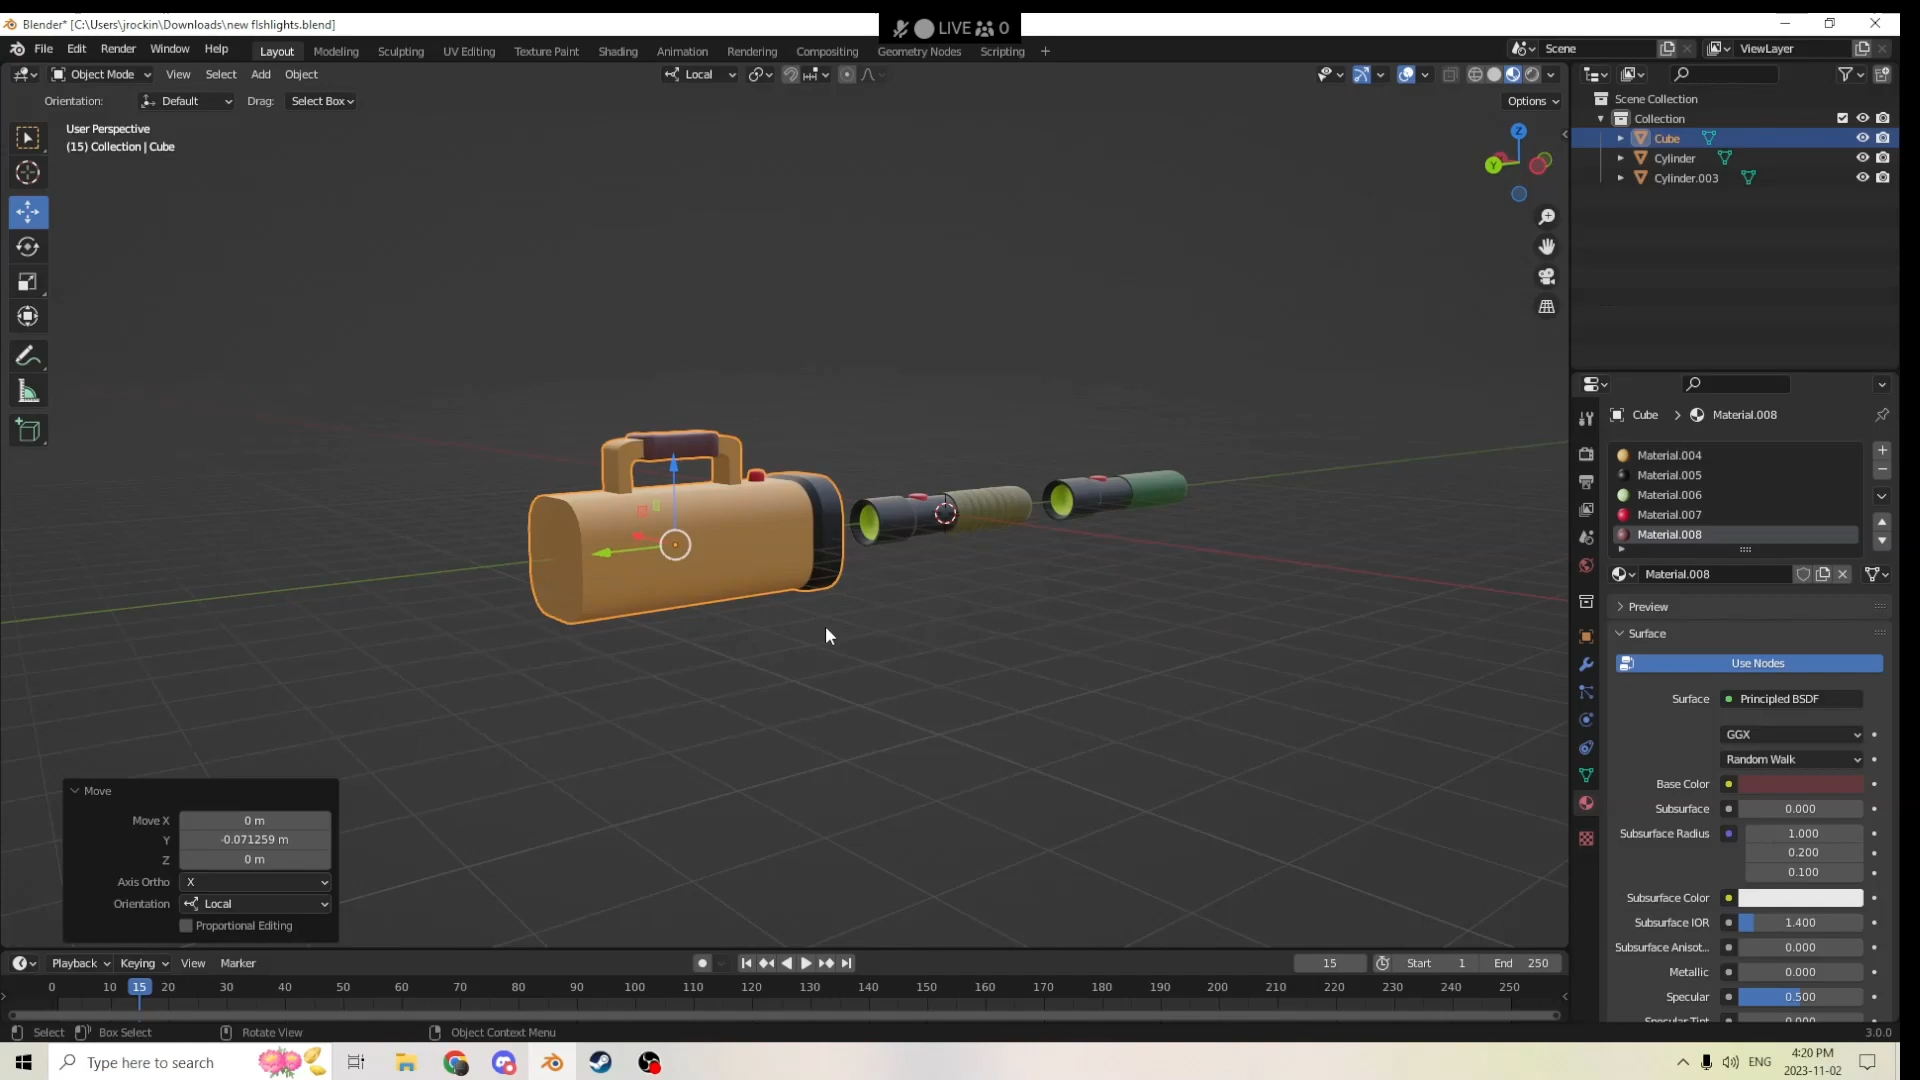 Blender* [C:\Users\jrockin\Downloads\new flshlights.blend]
LIVE 0
File Edit Render Window Help Layout Modeling Sculpting UV Editing Texture Paint Shading Animation Rendering Compositing Geometry Nodes Scripting + Scene ViewLayer
Object Mode View Select Add Object Local
Orientation: Default Drag: Select Box Options
User Perspective
(15) Collection | Cube
Z
Y
Scene Collection
Collection
Cube
Cylinder
Cylinder.003
Cube > Material.008
Material.004
Material.005
Material.006
Material.007
Material.008
Material.008
Preview
Surface
Use Nodes
Surface Principled BSDF
GGX
Random Walk
Base Color
Subsurface 0.000
Subsurface Radius 1.000
0.200
0.100
Subsurface Color
Subsurface IOR 1.400
Subsurface Anisot... 0.000
Metallic 0.000
Specular 0.500
Specular Tint 0.000
Move
Move X 0 m
Y -0.071259 m
Z 0 m
Axis Ortho X
Orientation Local
Proportional Editing
Playback Keying View Marker 15 Start 1 End 250
0 10 15 20 30 40 50 60 70 80 90 100 110 120 130 140 150 160 170 180 190 200 210 220 230 240 250
Select Box Select Rotate View Object Context Menu 3.0.0
Type here to search ENG 4:20 PM
2023-11-02